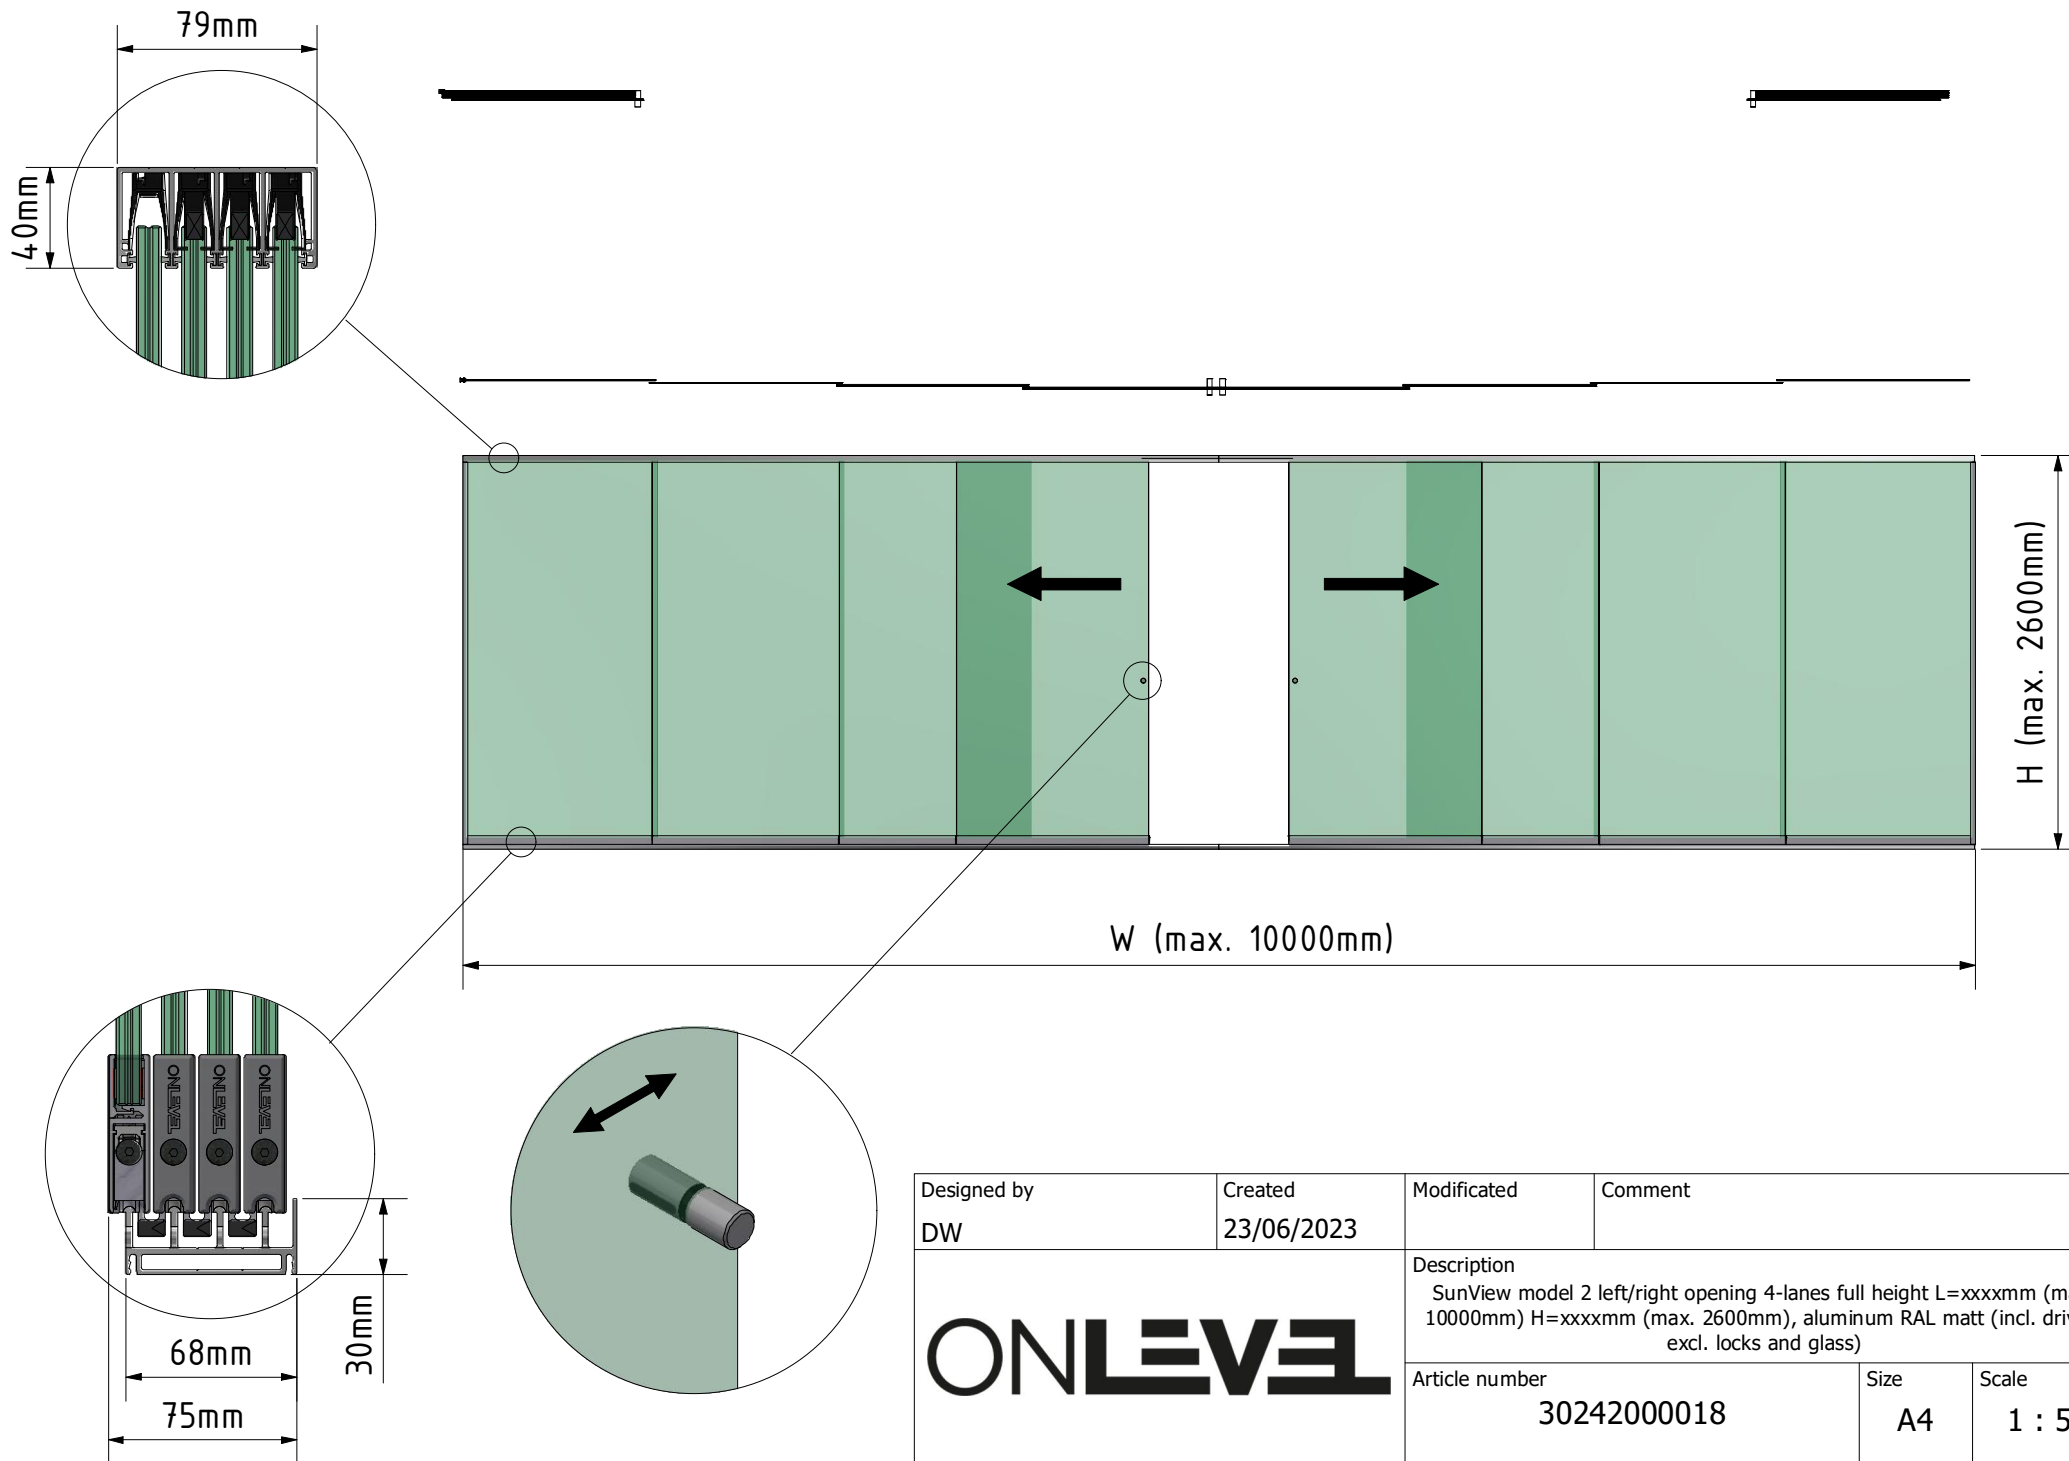 79mm
40mm
H (max. 2600mm)
W (max. 10000mm)
ONLEVEL
ONLEVEL
ONLEVEL
30mm
68mm
75mm
Designed by
DW
Created
23/06/2023
Modificated
Comment
ONLEVEL
Description
SunView model 2 left/right opening 4-lanes full height L=xxxxmm
10000mm) H=xxxxmm (max. 2600mm), aluminum RAL matt (incl.
excl. locks and glass)
Article number
30242000018
Size
A4
Scale
1 : 5